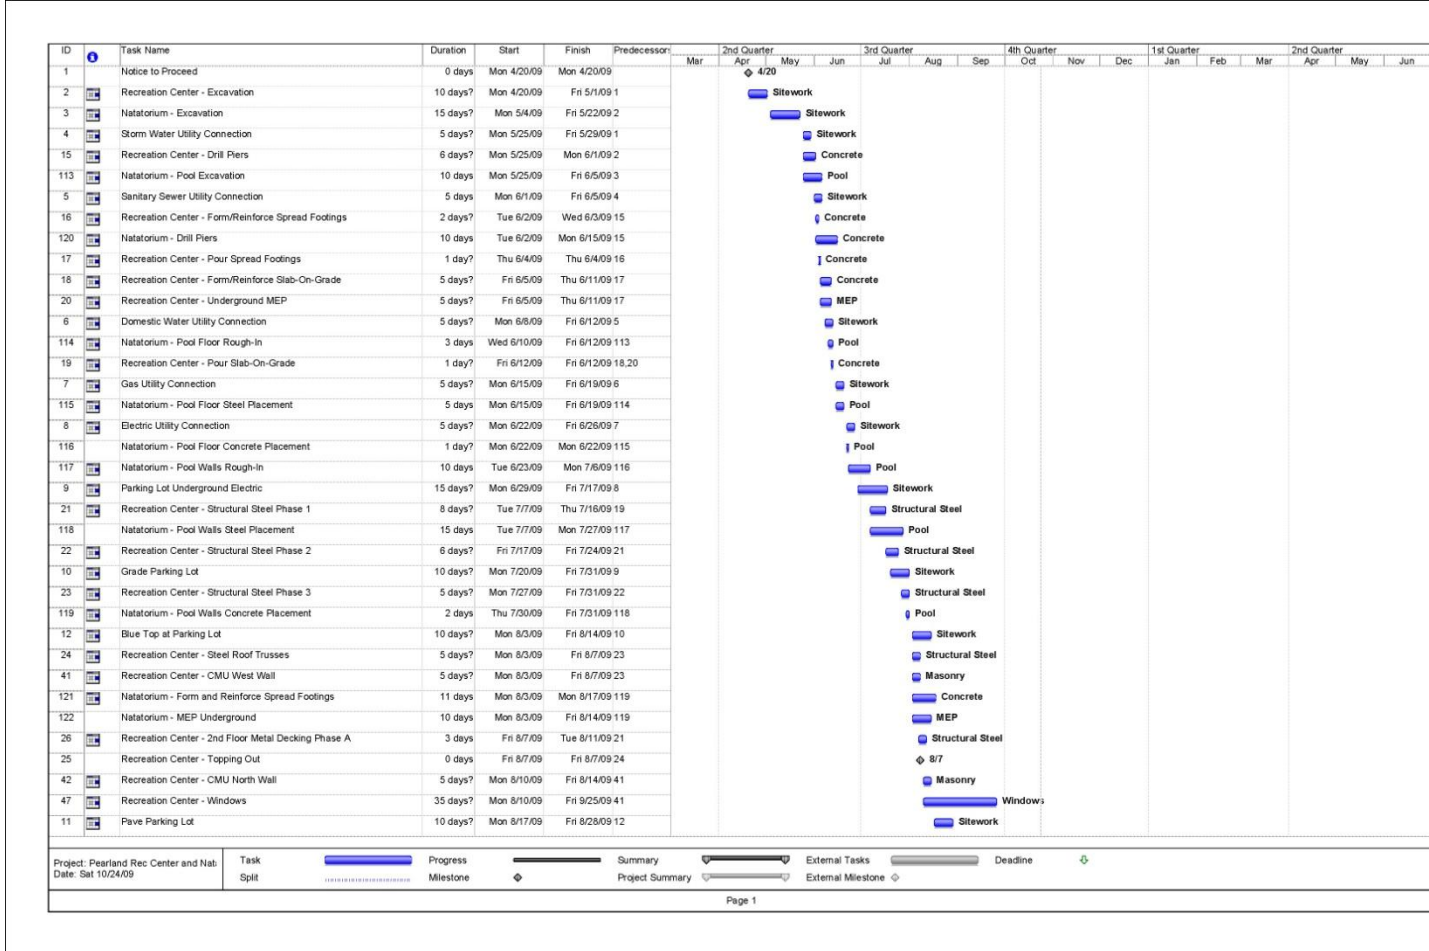 ID Task Name Duration Start Finish Predecessors 2nd Quarter 3rd Quarter 4th Quarter 1st Quarter 2nd Quarter
Mar Apr May Jun Jul Aug Sep Oct Nov Dec Jan Feb Mar Apr May Jun
1 Notice to Proceed 0 days Mon 4/20/09 Mon 4/20/09 4/20
2 Recreation Center - Excavation 10 days? Mon 4/20/09 Fri 5/1/09 1 Sitework
3 Natatorium - Excavation 15 days? Mon 5/4/09 Fri 5/22/09 2 Sitework
4 Storm Water Utility Connection 5 days? Mon 5/25/09 Fri 5/29/09 1 Sitework
15 Recreation Center - Drill Piers 6 days? Mon 5/25/09 Mon 6/1/09 2 Concrete
113 Natatorium - Pool Excavation 10 days Mon 5/25/09 Fri 6/5/09 3 Pool
5 Sanitary Sewer Utility Connection 5 days Mon 6/1/09 Fri 6/5/09 4 Sitework
16 Recreation Center - Form/Reinforce Spread Footings 2 days? Tue 6/2/09 Wed 6/3/09 15 Concrete
120 Natatorium - Drill Piers 10 days Tue 6/2/09 Mon 6/15/09 15 Concrete
17 Recreation Center - Pour Spread Footings 1 day? Thu 6/4/09 Thu 6/4/09 16 Concrete
18 Recreation Center - Form/Reinforce Slab-On-Grade 5 days? Fri 6/5/09 Thu 6/11/09 17 Concrete
20 Recreation Center - Underground MEP 5 days? Fri 6/5/09 Thu 6/11/09 17 MEP
6 Domestic Water Utility Connection 5 days? Mon 6/8/09 Fri 6/12/09 5 Sitework
114 Natatorium - Pool Floor Rough-In 3 days Wed 6/10/09 Fri 6/12/09 113 Pool
19 Recreation Center - Pour Slab-On-Grade 1 day? Fri 6/12/09 Fri 6/12/09 18,20 Concrete
7 Gas Utility Connection 5 days? Mon 6/15/09 Fri 6/19/09 6 Sitework
115 Natatorium - Pool Floor Steel Placement 5 days Mon 6/15/09 Fri 6/19/09 114 Pool
8 Electric Utility Connection 5 days? Mon 6/22/09 Fri 6/26/09 7 Sitework
116 Natatorium - Pool Floor Concrete Placement 1 day? Mon 6/22/09 Mon 6/22/09 115 Pool
117 Natatorium - Pool Walls Rough-In 10 days Tue 6/23/09 Mon 7/6/09 116 Pool
9 Parking Lot Underground Electric 15 days? Mon 6/29/09 Fri 7/17/09 8 Sitework
21 Recreation Center - Structural Steel Phase 1 8 days? Tue 7/7/09 Thu 7/16/09 19 Structural Steel
118 Natatorium - Pool Walls Steel Placement 15 days Tue 7/7/09 Mon 7/27/09 117 Pool
22 Recreation Center - Structural Steel Phase 2 6 days? Fri 7/17/09 Fri 7/24/09 21 Structural Steel
10 Grade Parking Lot 10 days? Mon 7/20/09 Fri 7/31/09 9 Sitework
23 Recreation Center - Structural Steel Phase 3 5 days? Mon 7/27/09 Fri 7/31/09 22 Structural Steel
119 Natatorium - Pool Walls Concrete Placement 2 days Thu 7/30/09 Fri 7/31/09 118 Pool
12 Blue Top at Parking Lot 10 days? Mon 8/3/09 Fri 8/14/09 10 Sitework
24 Recreation Center - Steel Roof Trusses 5 days? Mon 8/3/09 Fri 8/7/09 23 Structural Steel
41 Recreation Center - CMU West Wall 5 days? Mon 8/3/09 Fri 8/7/09 23 Masonry
121 Natatorium - Form and Reinforce Spread Footings 11 days Mon 8/3/09 Mon 8/17/09 119 Concrete
122 Natatorium - MEP Underground 10 days Mon 8/3/09 Fri 8/14/09 119 MEP
26 Recreation Center - 2nd Floor Metal Decking Phase A 3 days Fri 8/7/09 Tue 8/11/09 21 Structural Steel
25 Recreation Center - Topping Out 0 days Fri 8/7/09 Fri 8/7/09 24 8/7
42 Recreation Center - CMU North Wall 5 days? Mon 8/10/09 Fri 8/14/09 41 Masonry
47 Recreation Center - Windows 35 days? Mon 8/10/09 Fri 9/25/09 41 Windows
11 Pave Parking Lot 10 days? Mon 8/17/09 Fri 8/28/09 12 Sitework
Project: Pearland Rec Center and Nat
Date: Sat 10/24/09
Task Progress Summary External Tasks Deadline
Split Milestone Project Summary External Milestone
Page 1